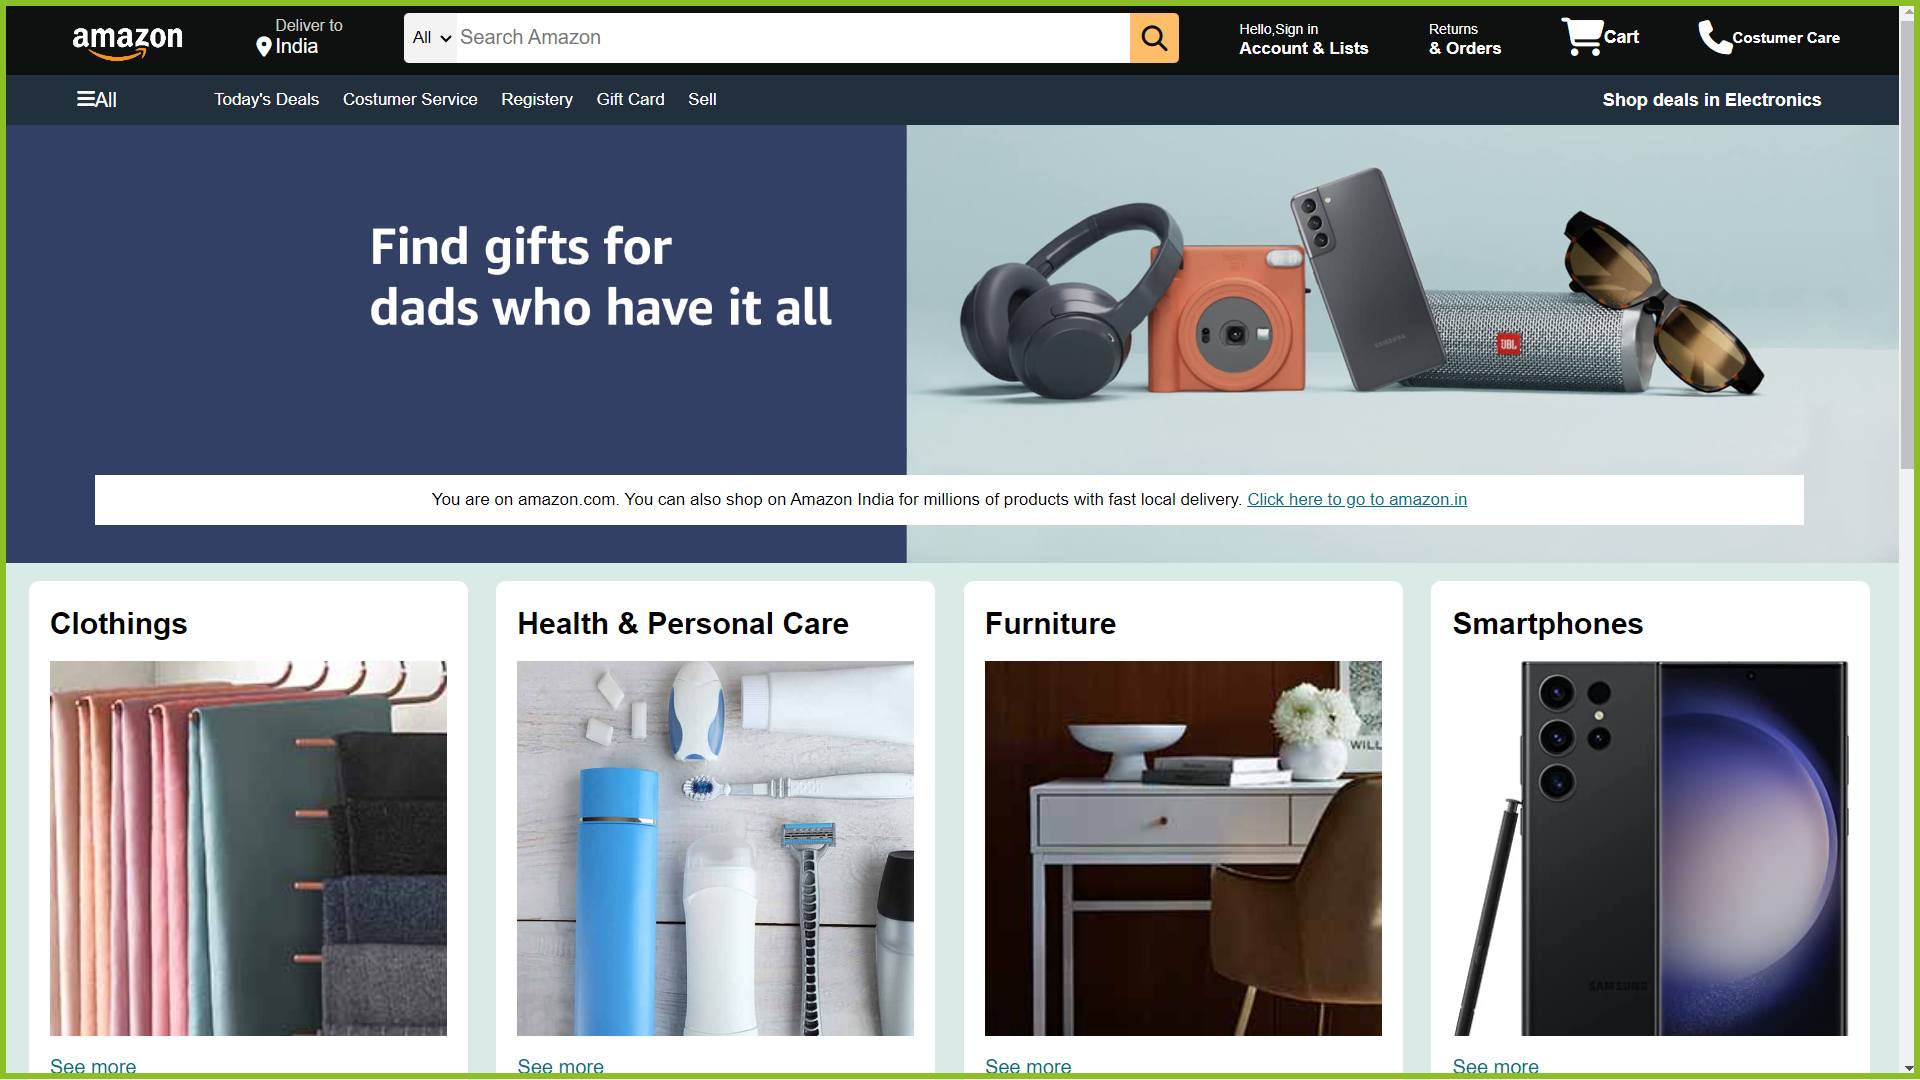 amazon
Deliver to
India
All
Search Amazon
Hello,Sign in
Account & Lists
Returns
& Orders
Cart
Costumer Care
All
Today's Deals
Costumer Service
Registery
Gift Card
Sell
Shop deals in Electronics
Find gifts for
dads who have it all
SAMSUNG
JBL
You are on amazon.com. You can also shop on Amazon India for millions of products with fast local delivery. Click here to go to amazon.in
Clothings
Health & Personal Care
Furniture
Smartphones
WILL
SAMSUNG
See more
See more
See more
See more